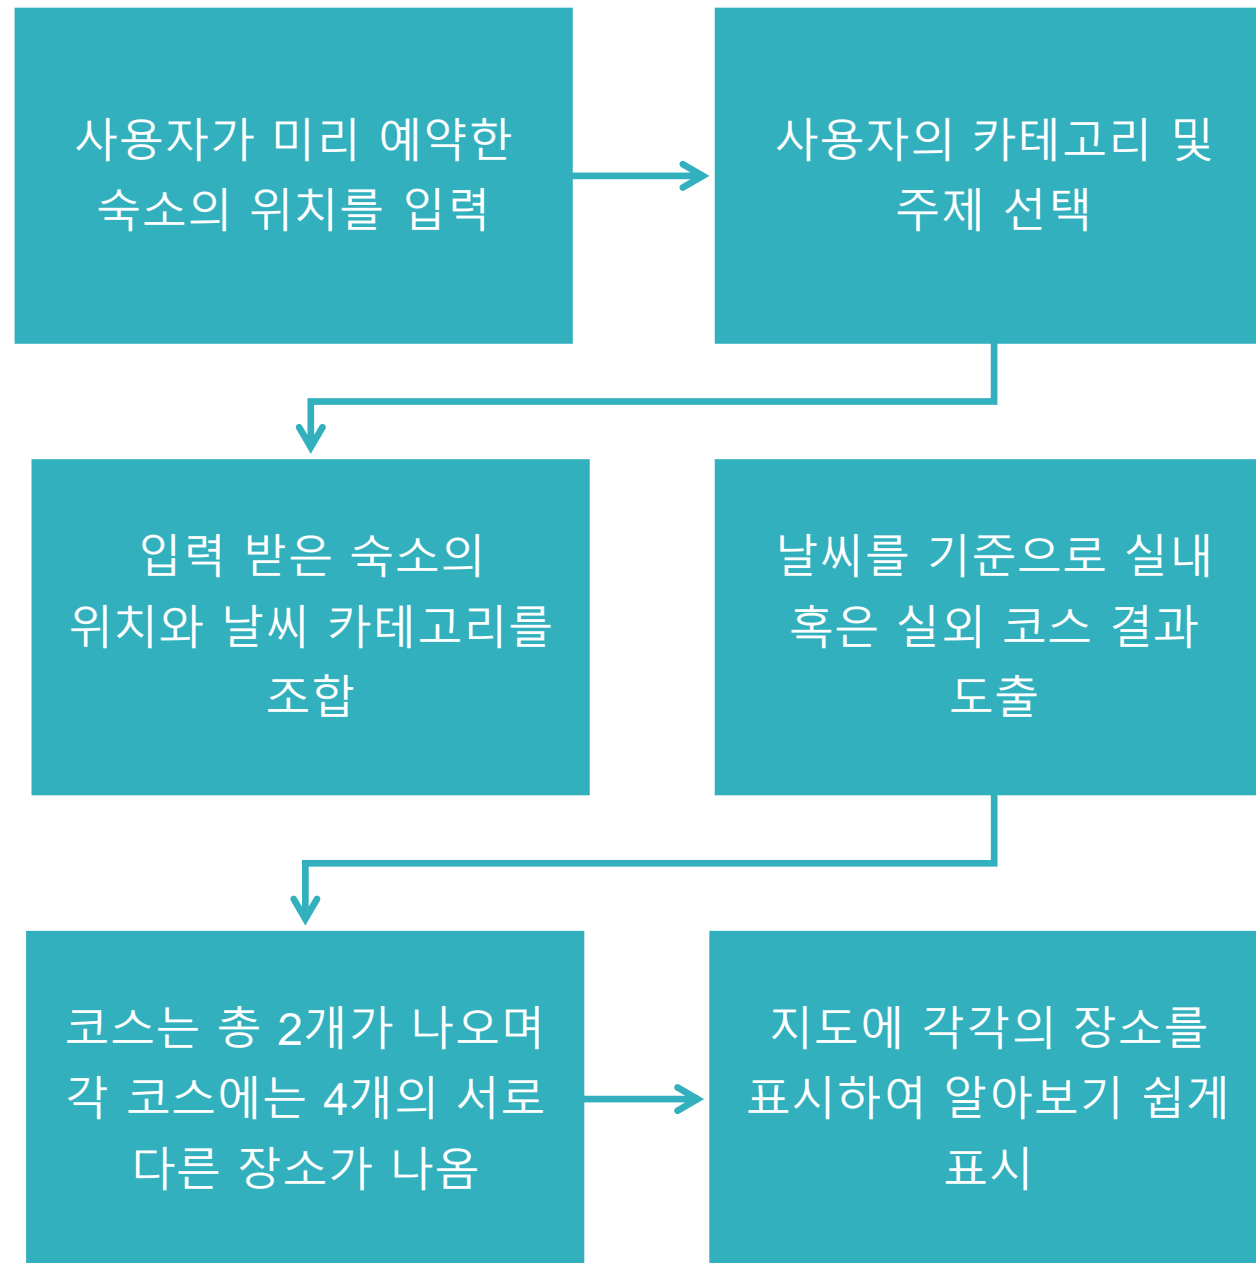 사용자가 미리 예약한
숙소의 위치를 입력
사용자의 카테고리 및
주제 선택
입력 받은 숙소의
위치와 날씨 카테고리를
조합
날씨를 기준으로 실내
혹은 실외 코스 결과
도출
코스는 총 2개가 나오며
각 코스에는 4개의 서로
다른 장소가 나옴
지도에 각각의 장소를
표시하여 알아보기 쉽게
표시